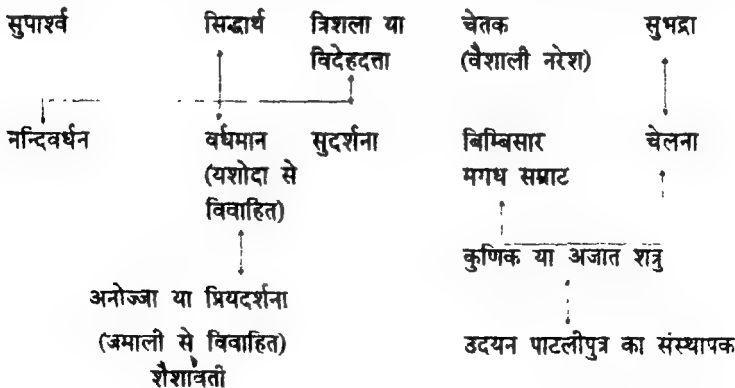 सुपार्श्व सिद्धार्थ त्रिशला या चेतक सुभद्रा
विदेहदत्ता (वैशाली नरेश)
नन्दिवर्धन वर्धमान सुदर्शना बिम्बिसार चेलना
(यशोदा से मगध सम्राट
विवाहित)
कुणिक या अजात शत्रु
अनोज्जा या प्रियदर्शना
(जमाली से विवाहित) उदयन पाटलीपुत्र का संस्थापक
शैशावती